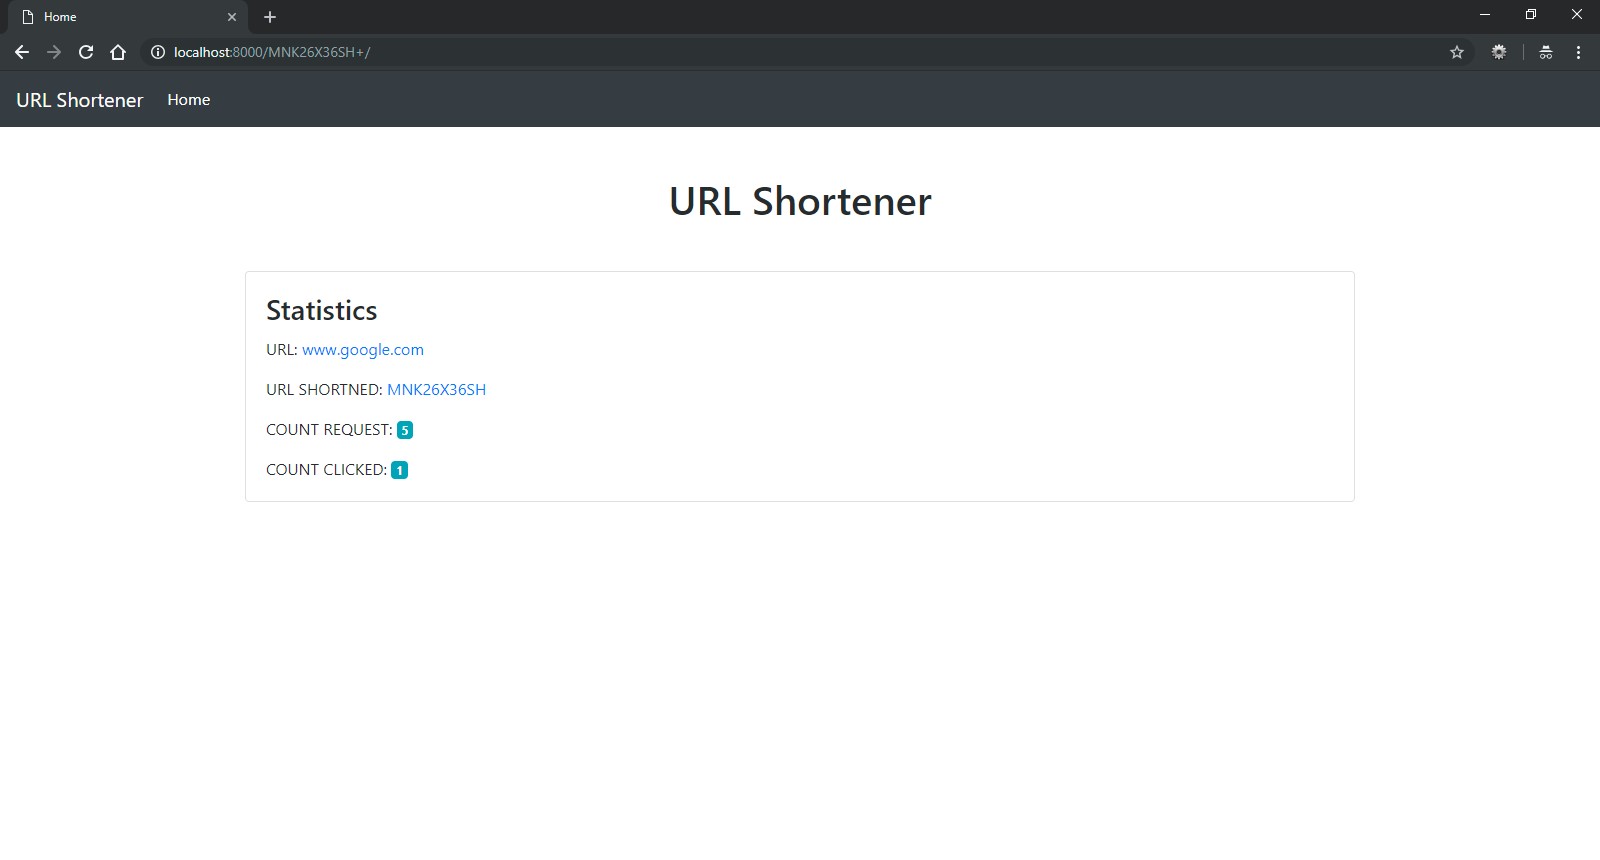 Home
localhost:8000/MNK26X36SH+/
URL Shortener Home
URL Shortener
Statistics
URL: www.google.com
URL SHORTNED: MNK26X36SH
COUNT REQUEST: 5
COUNT CLICKED: 1